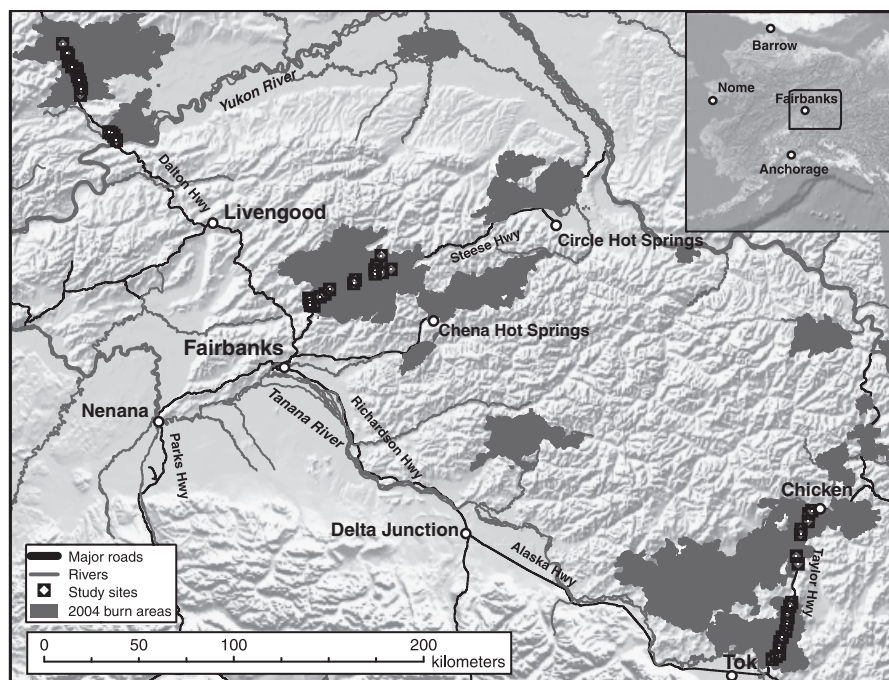 Barrow
Nome
Fairbanks
Anchorage
Yukon River
Dalton Hwy
Livengood
Steese Hwy
Circle Hot Springs
Chena Hot Springs
Fairbanks
Nenana
Tanana River
Richardson Hwy
Parks Hwy
Chicken
Delta Junction
Alaska Hwy
Taylor Hwy
Tok
Major roads
Rivers
Study sites
2004 burn areas
0 50 100 200
kilometers